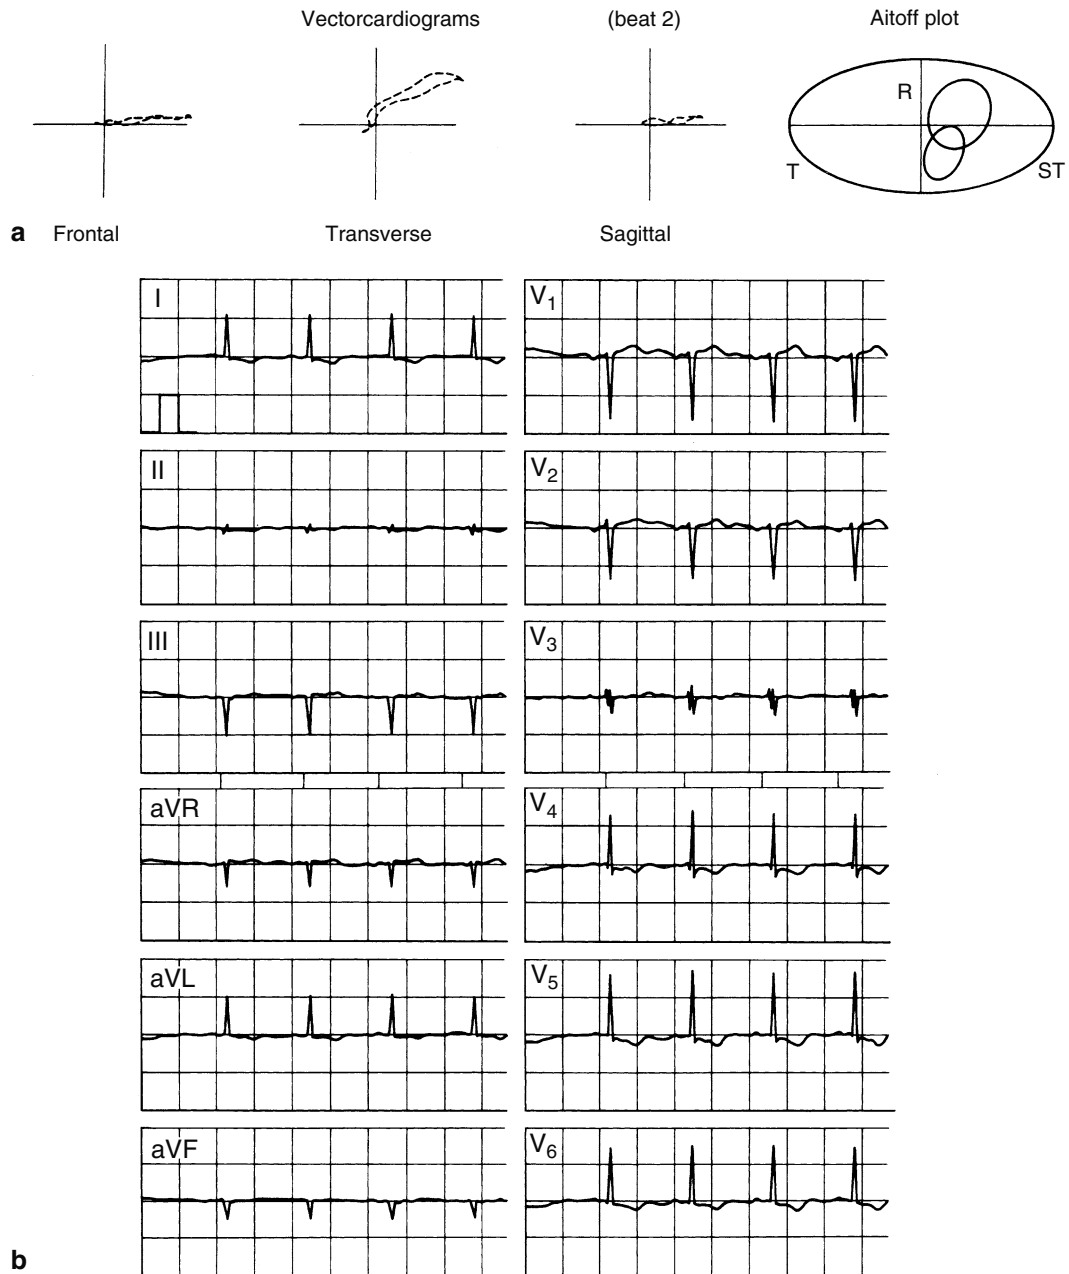 Vectorcardiograms (beat 2) Aitoff plot
R
T ST
a Frontal Transverse Sagittal
I V1
II V2
III V3
aVR V4
aVL V5
aVF V6
b